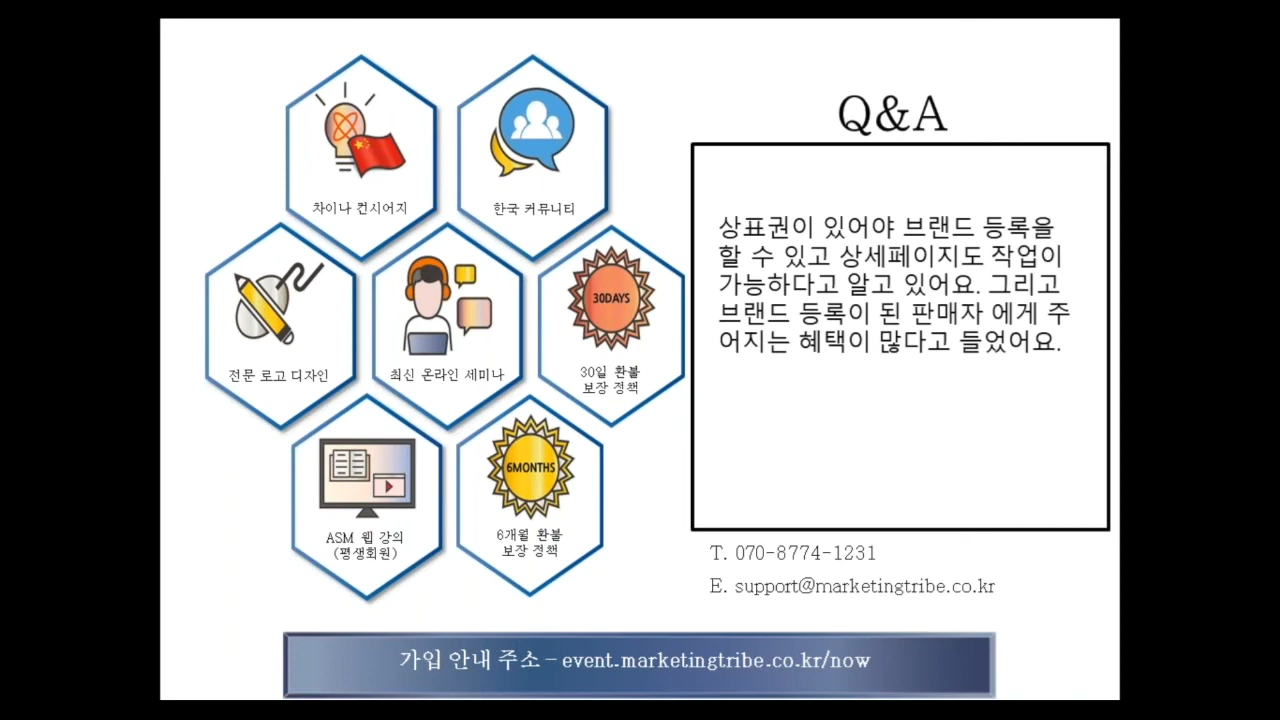 차이나 컨시어지
한국 커뮤니티
전문 로고 디자인
최신 온라인 세미나
30DAYS
30일 환불
보장 정책
ASM 웹 강의
(평생회원)
6MONTHS
6개월 환불
보장 정책
Q&A
상표권이 있어야 브랜드 등록을
할 수 있고 상세페이지도 작업이
가능하다고 알고 있어요. 그리고
브랜드 등록이 된 판매자 에게 주
어지는 혜택이 많다고 들었어요.
T. 070-8774-1231
E. support@marketingtribe.co.kr
가입 안내 주소 – event.marketingtribe.co.kr/now